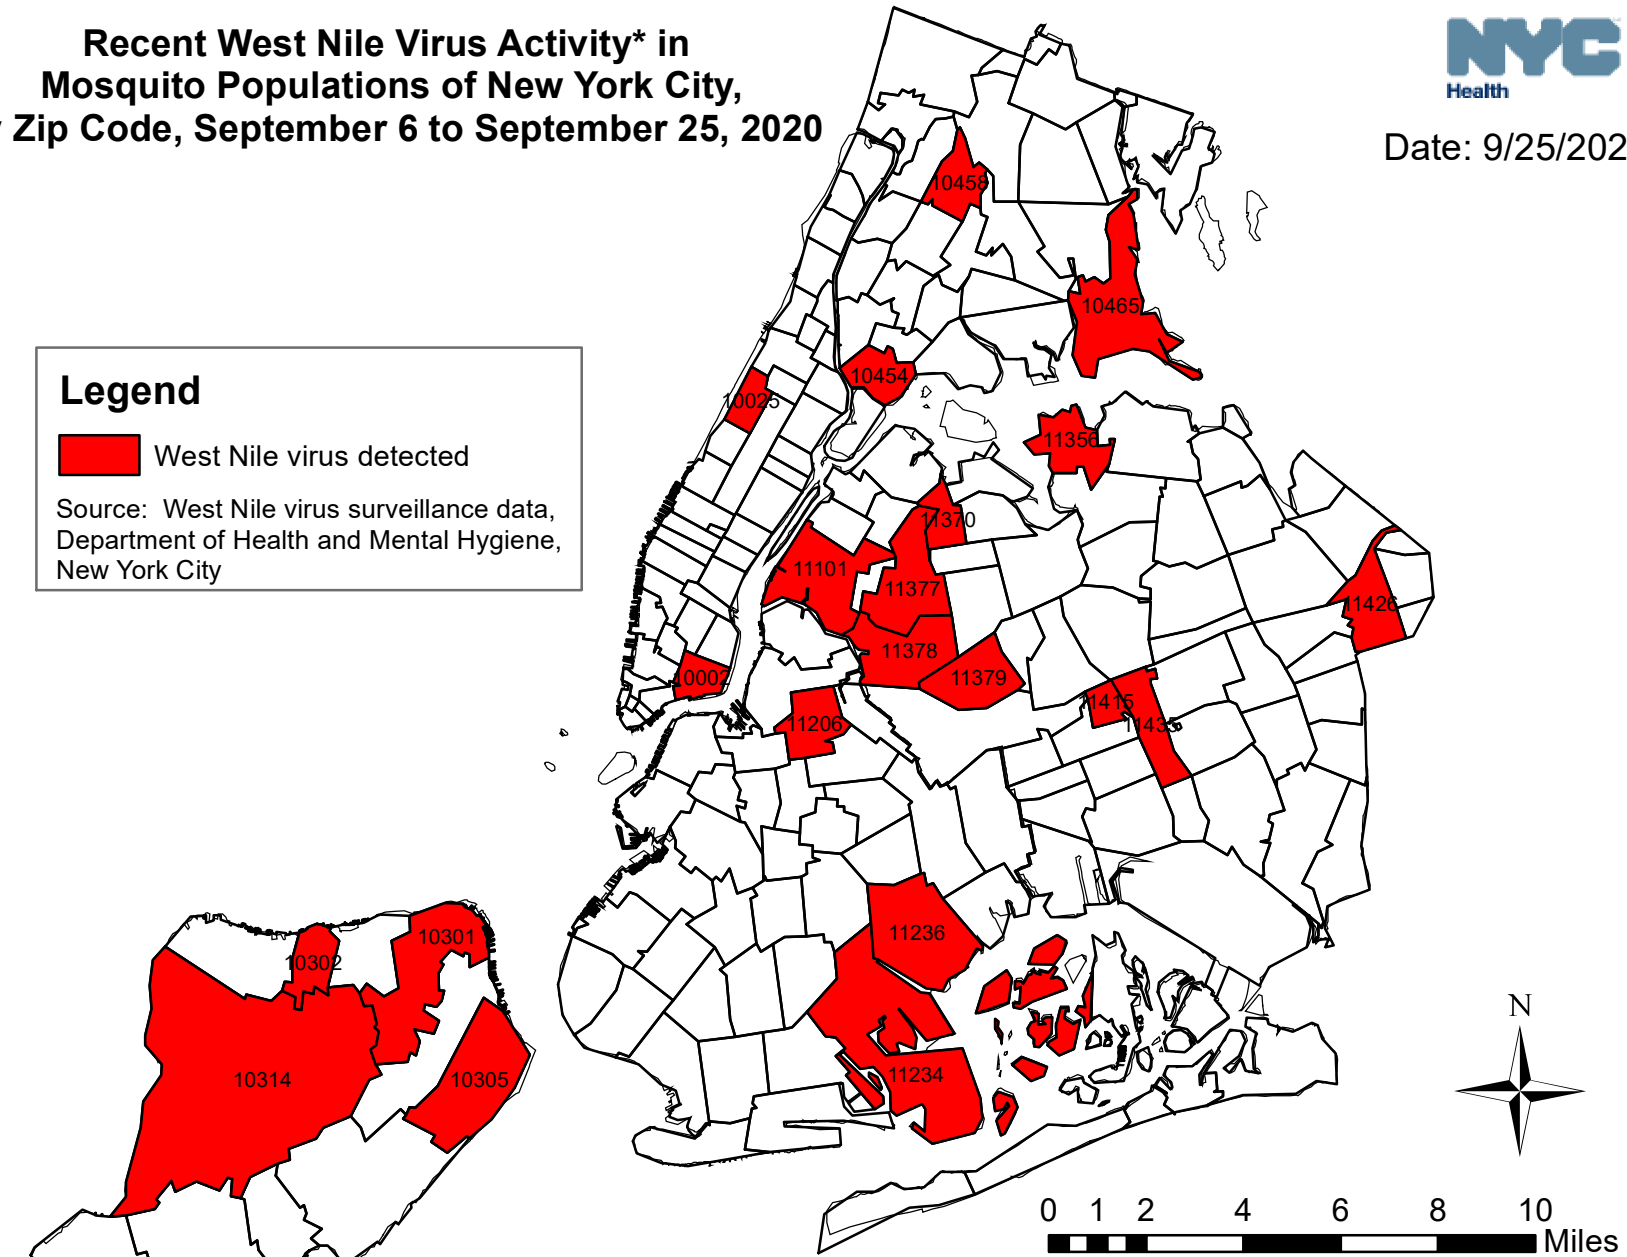 Recent West Nile Virus Activity* in
Mosquito Populations of New York City,
Zip Code, September 6 to September 25, 2020
NYC
Health
Date: 9/25/202
Legend
West Nile virus detected
Source: West Nile virus surveillance data,
Department of Health and Mental Hygiene,
New York City
10458
10465
10454
10025
11356
11370
11101
11377
11426
11378
10002
11379
11415
11435
11206
11236
10301
10302
11234
10314
10305
N
0 1 2 4 6 8 10
Miles